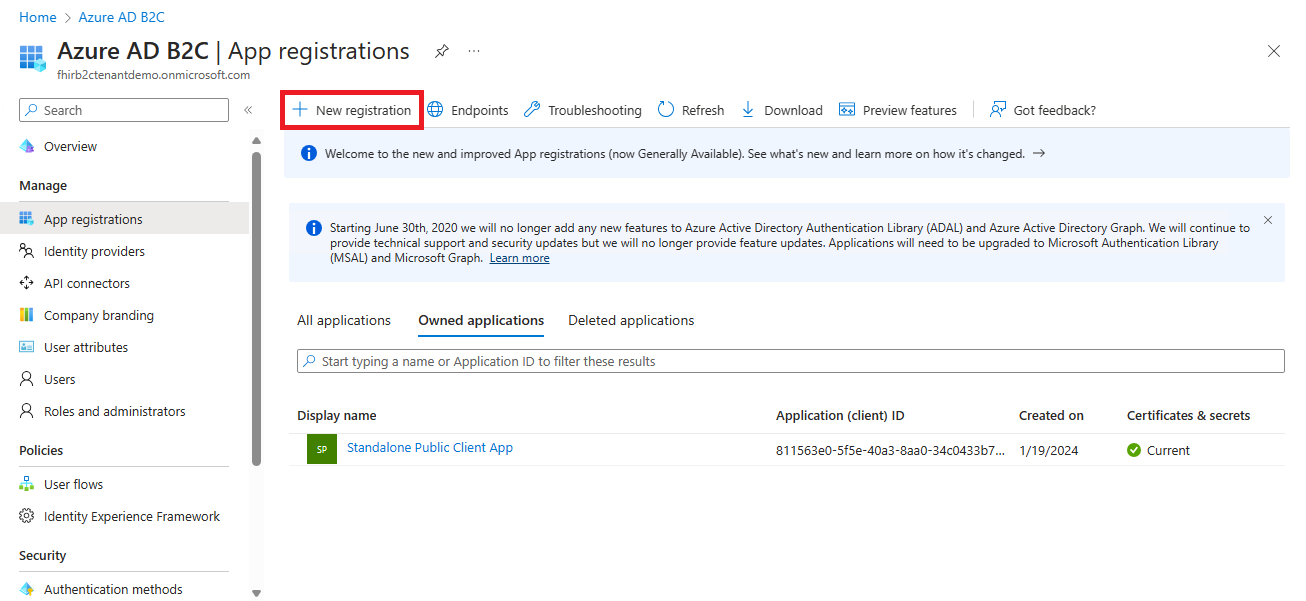 Home > Azure AD B2C
Azure AD B2C | App registrations
fhirb2ctenantdemo.onmicrosoft.com
Search
Overview
Manage
App registrations
Identity providers
API connectors
Company branding
User attributes
Users
Roles and administrators
Policies
User flows
Identity Experience Framework
Security
Authentication methods
New registration Endpoints Troubleshooting Refresh Download Preview features Got feedback?
Welcome to the new and improved App registrations (now Generally Available). See what's new and learn more on how it's changed. →
Starting June 30th, 2020 we will no longer add any new features to Azure Active Directory Authentication Library (ADAL) and Azure Active Directory Graph. We will continue to
provide technical support and security updates but we will no longer provide feature updates. Applications will need to be upgraded to Microsoft Authentication Library
(MSAL) and Microsoft Graph. Learn more
All applications Owned applications Deleted applications
Start typing a name or Application ID to filter these results
Display name Application (client) ID Created on Certificates & secrets
SP Standalone Public Client App 811563e0-5f5e-40a3-8aa0-34c0433b7... 1/19/2024 Current